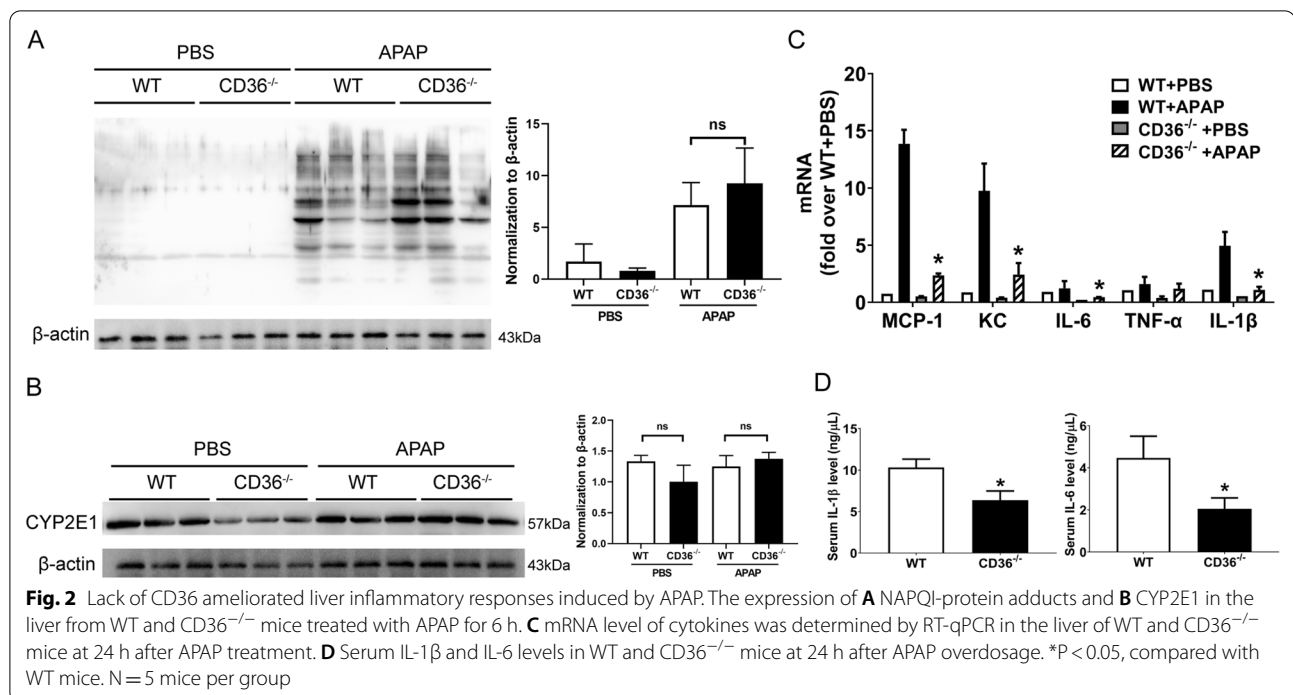 A
PBS APAP
WT CD36-/- WT CD36-/-
β-actin
43kDa
Normalization to β-actin
15
10
5
0
ns
WT CD36-/- WT CD36-/-
PBS APAP
C
mRNA
(fold over WT+PBS)
20
15
10
5
0
WT+PBS
WT+APAP
CD36-/- +PBS
CD36-/- +APAP
* * * *
MCP-1 KC IL-6 TNF-α IL-1β
B
PBS APAP
WT CD36-/- WT CD36-/-
CYP2E1
57kDa
β-actin
43kDa
Normalization to β-actin
2.0
1.5
1.0
0.5
0.0
ns ns
WT CD36-/- WT CD36-/-
PBS APAP
D
Serum IL-1β level (ng/μL)
15
10
5
0
*
WT CD36-/-
Serum IL-6 level (ng/μL)
6
4
2
0
*
WT CD36-/-
Fig. 2 Lack of CD36 ameliorated liver inflammatory responses induced by APAP. The expression of A NAPQI-protein adducts and B CYP2E1 in the
liver from WT and CD36−/− mice treated with APAP for 6 h. C mRNA level of cytokines was determined by RT-qPCR in the liver of WT and CD36−/−
mice at 24 h after APAP treatment. D Serum IL-1β and IL-6 levels in WT and CD36−/− mice at 24 h after APAP overdosage. *P < 0.05, compared with
WT mice. N = 5 mice per group